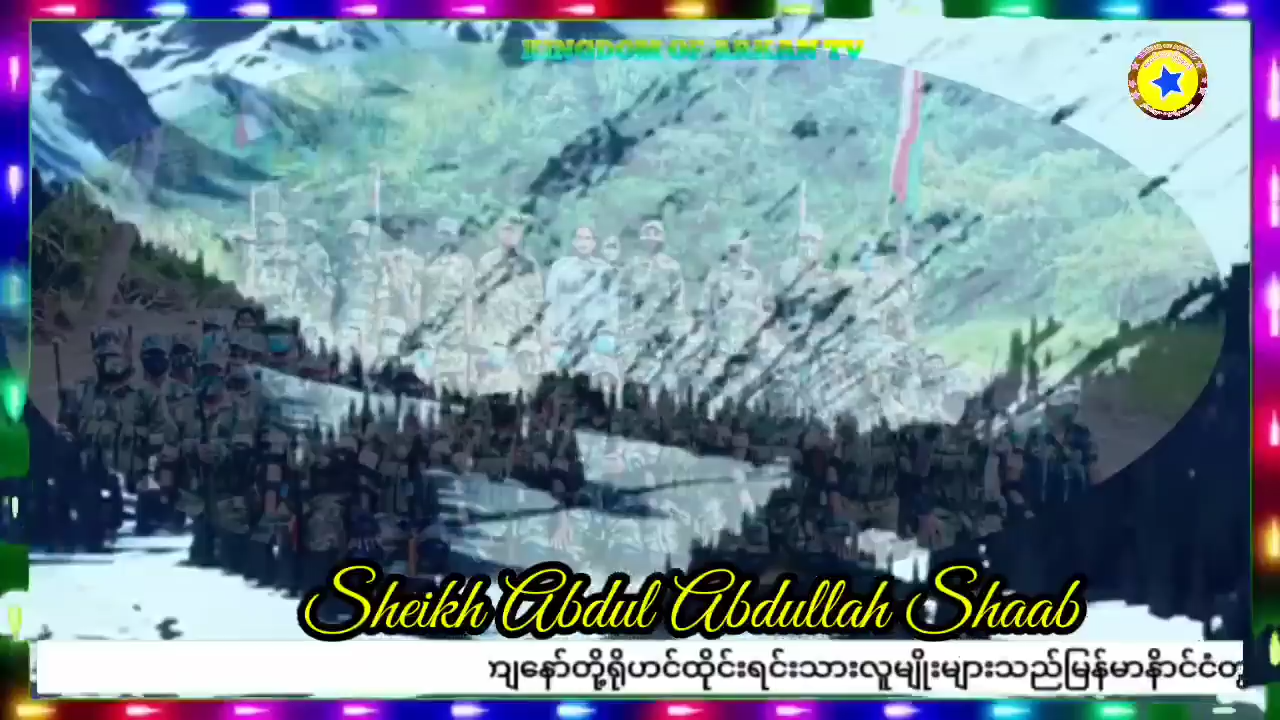 KINGDOM OF ARKAN TV
Sheikh Abdul Abdullah Shaab
ကျနော်တို့ရိုဟင်ထိုင်းရင်းသားလူမျိုးများသည်မြန်မာနိာင်ငံတွ